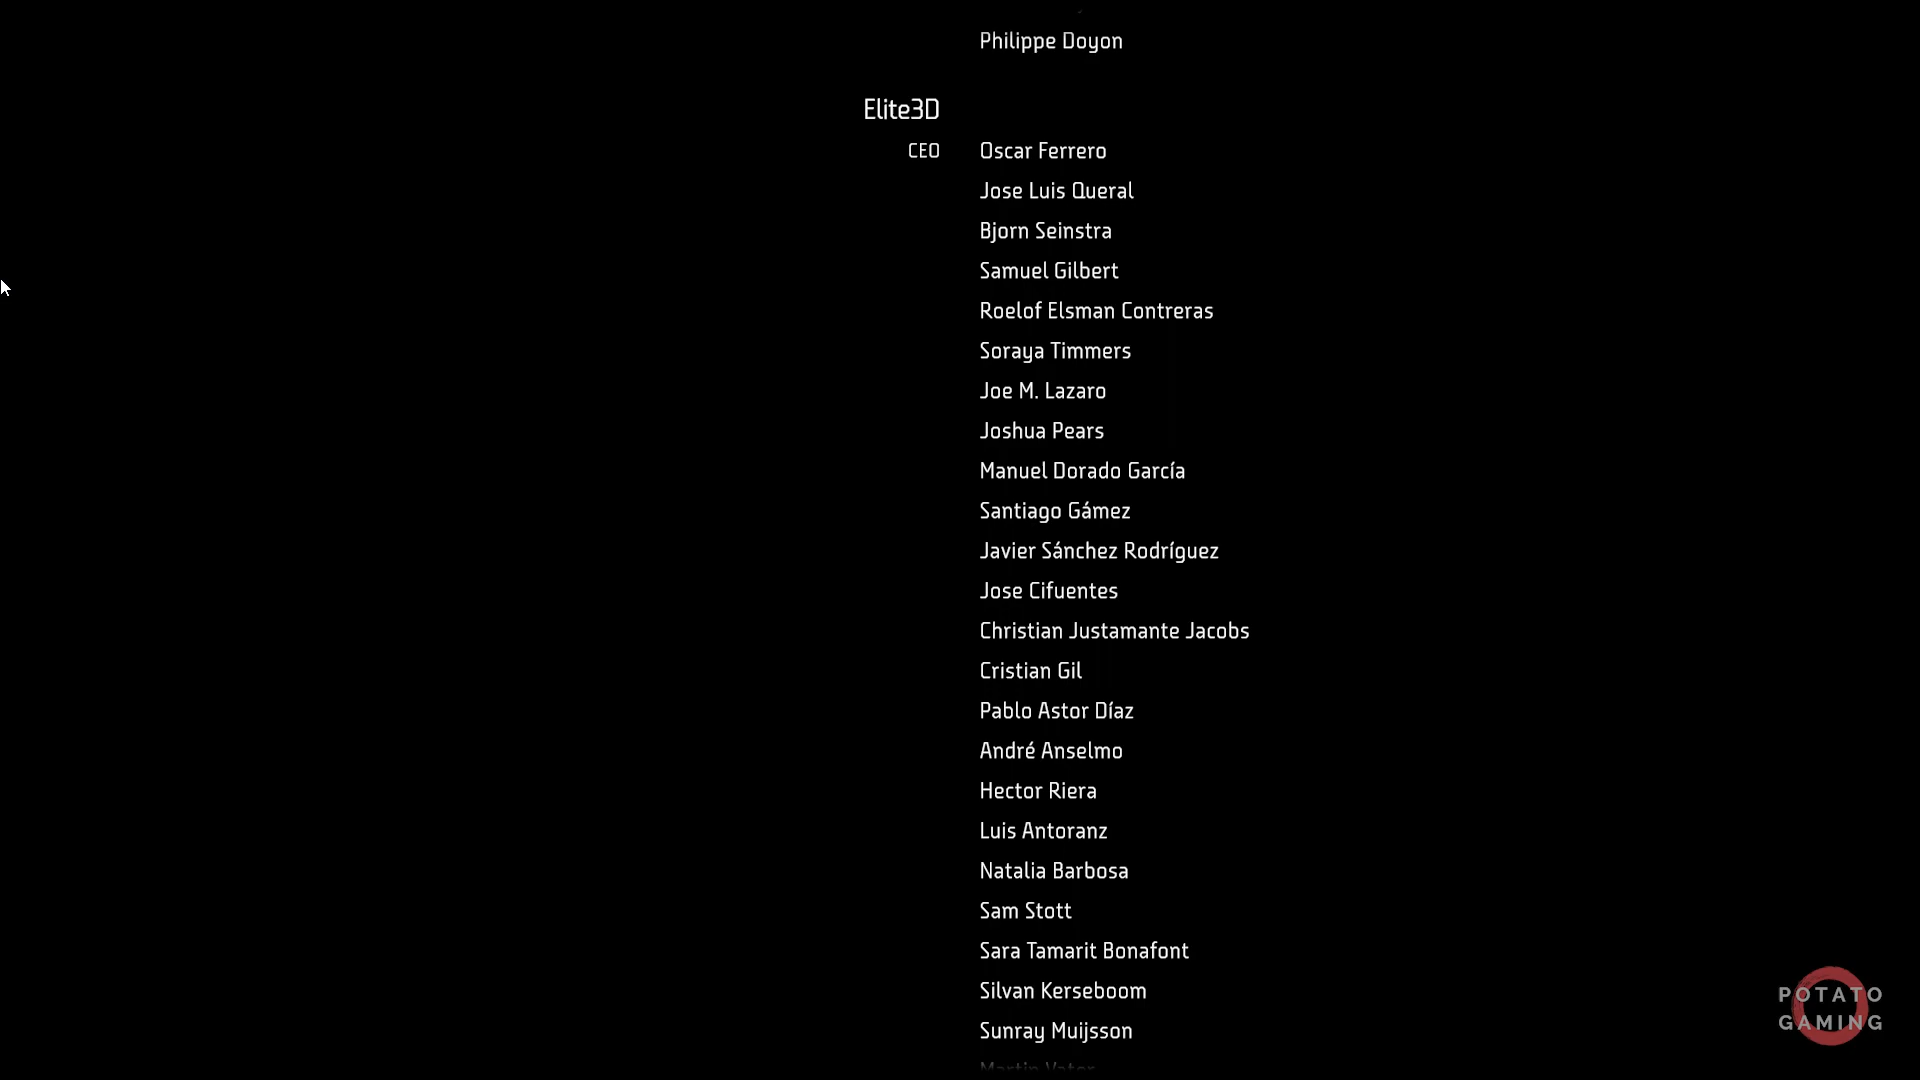 Philippe Doyon
Elite3D
CEO Oscar Ferrero
Jose Luis Queral
Bjorn Seinstra
Samuel Gilbert
Roelof Elsman Contreras
Soraya Timmers
Joe M. Lazaro
Joshua Pears
Manuel Dorado García
Santiago Gámez
Javier Sánchez Rodríguez
Jose Cifuentes
Christian Justamante Jacobs
Cristian Gil
Pablo Astor Díaz
André Anselmo
Hector Riera
Luis Antoranz
Natalia Barbosa
Sam Stott
Sara Tamarit Bonafont
Silvan Kerseboom
Sunray Muijsson
POTATO
GAMING